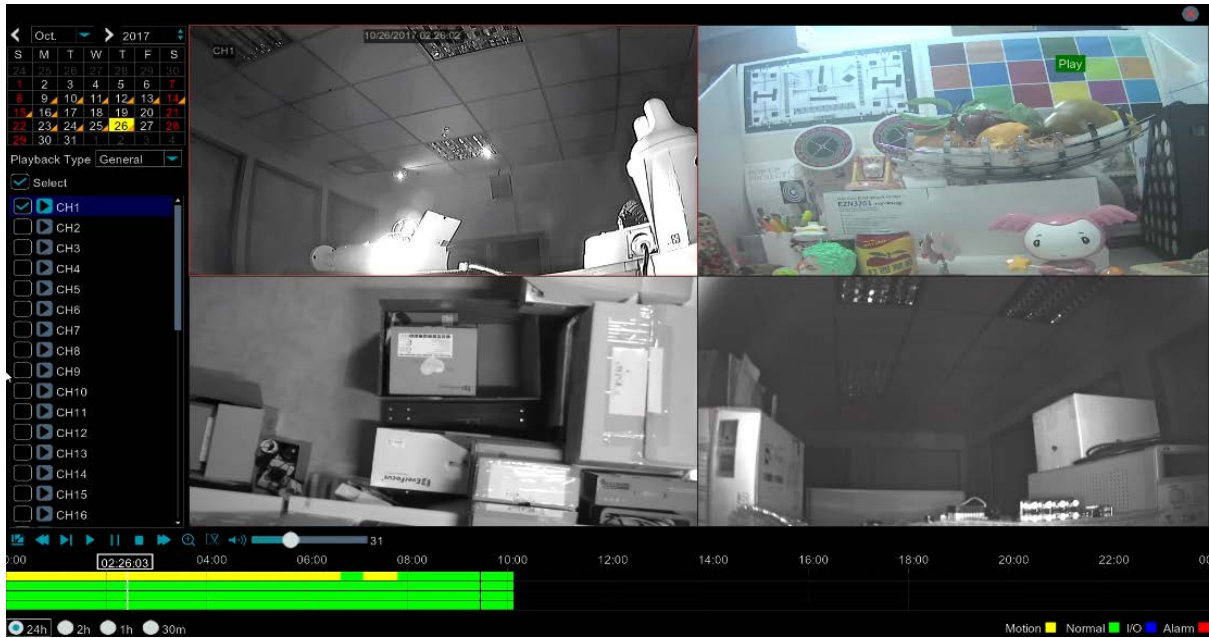 Oct. 2017
S M T W T F S
24 25 26 27 28 29 30
1 2 3 4 5 6 7
8 9 10 11 12 13 14
15 16 17 18 19 20 21
22 23 24 25 26 27 28
29 30 31 1 2 3 4
Playback Type General
Select
CH1
CH2
CH3
CH4
CH5
CH6
CH7
CH8
CH9
CH10
CH11
CH12
CH13
CH14
CH15
CH16
CH1
10/26/2017 02:26:02
Play
EZN3261
EverFocus
31
0:00 02:26:03 04:00 06:00 08:00 10:00 12:00 14:00 16:00 18:00 20:00 22:00 00
24h 2h 1h 30m
Motion Normal I/O Alarm